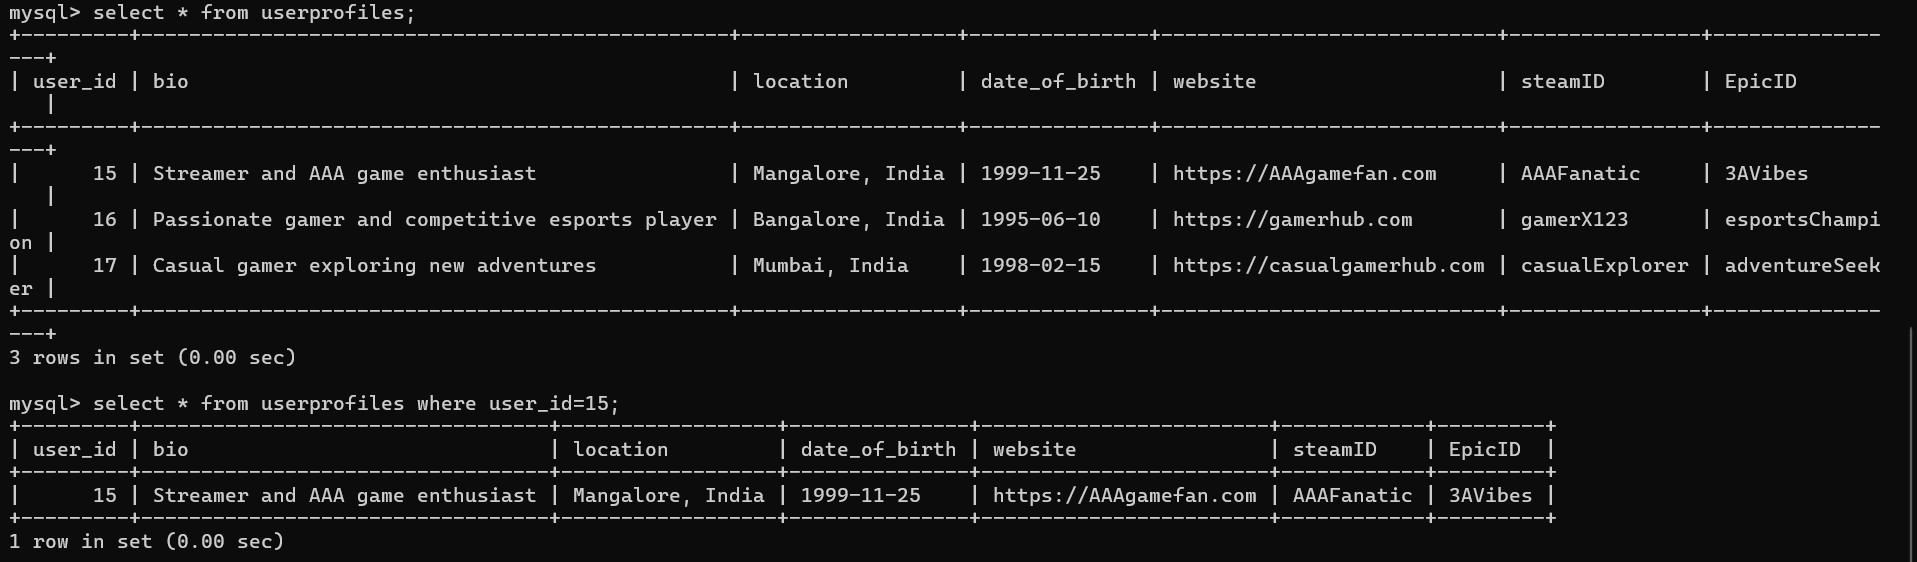 mysql> select * from userprofiles;
+---------+-------------------------------------------------+------------------+---------------+----------------------------+----------------+--------------
---+
| user_id | bio                                             | location         | date_of_birth | website                    | steamID        | EpicID
   |
+---------+-------------------------------------------------+------------------+---------------+----------------------------+----------------+--------------
---+
|      15 | Streamer and AAA game enthusiast                | Mangalore, India | 1999-11-25    | https://AAAgamefan.com     | AAAFanatic     | 3AVibes
   |
|      16 | Passionate gamer and competitive esports player | Bangalore, India | 1995-06-10    | https://gamerhub.com       | gamerX123      | esportsChampi
on |
|      17 | Casual gamer exploring new adventures           | Mumbai, India    | 1998-02-15    | https://casualgamerhub.com | casualExplorer | adventureSeek
er |
+---------+-------------------------------------------------+------------------+---------------+----------------------------+----------------+--------------
---+
3 rows in set (0.00 sec)

mysql> select * from userprofiles where user_id=15;
+---------+----------------------------------+------------------+---------------+------------------------+------------+---------+
| user_id | bio                              | location         | date_of_birth | website                | steamID    | EpicID  |
+---------+----------------------------------+------------------+---------------+------------------------+------------+---------+
|      15 | Streamer and AAA game enthusiast | Mangalore, India | 1999-11-25    | https://AAAgamefan.com | AAAFanatic | 3AVibes |
+---------+----------------------------------+------------------+---------------+------------------------+------------+---------+
1 row in set (0.00 sec)